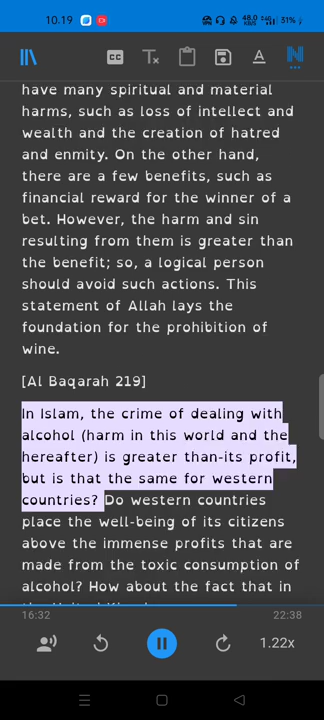 10.19
48.0 KB/S
51%
CC
T×
A
N
have many spiritual and material
harms, such as loss of intellect and
wealth and the creation of hatred
and enmity. On the other hand,
there are a few benefits, such as
financial reward for the winner of a
bet. However, the harm and sin
resulting from them is greater than
the benefit; so, a logical person
should avoid such actions. This
statement of Allah lays the
foundation for the prohibition of
wine.
[Al Baqarah 219]
In Islam, the crime of dealing with
alcohol (harm in this world and the
hereafter) is greater than-its profit,
but is that the same for western
countries? Do western countries
place the well-being of its citizens
above the immense profits that are
made from the toxic consumption of
alcohol? How about the fact that in
16:32
22:38
1.22x